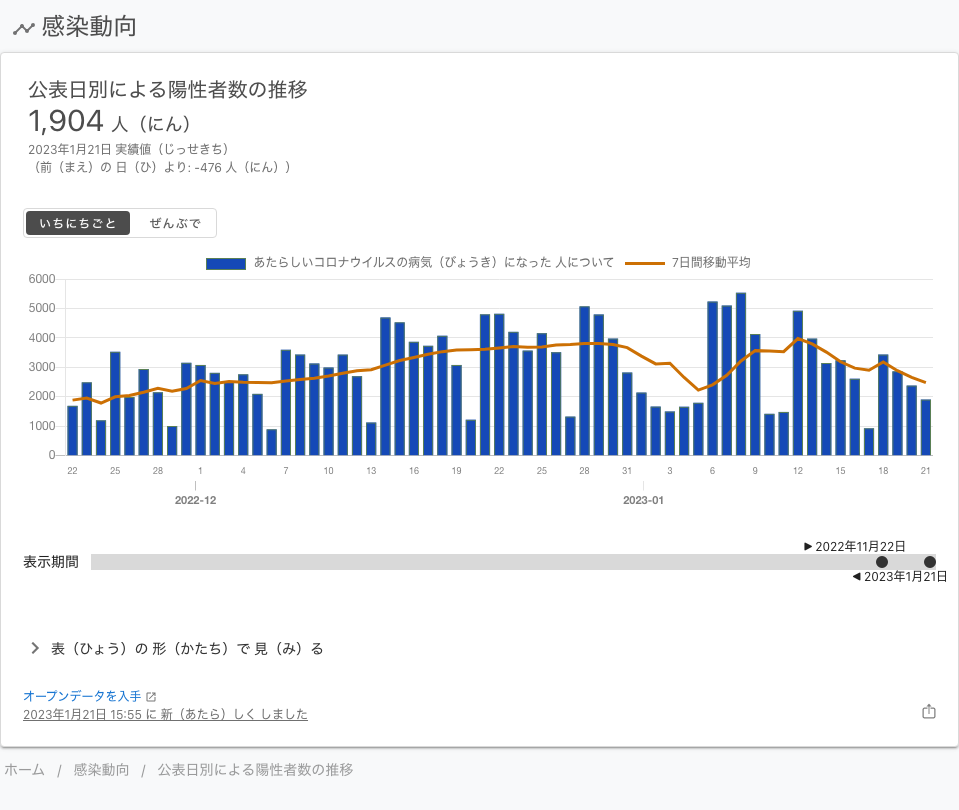 感染動向
公表日別による陽性者数の推移
1,904 人（にん）
2023年1月21日 実績値（じっせきち）
（前（まえ）の 日（ひ）より: -476 人（にん））
いちにちごと ぜんぶで
あたらしいコロナウイルスの病気（びょうき）になった 人について 7日間移動平均
6000
5000
4000
3000
2000
1000
0
22 25 28 1 4 7 10 13 16 19 22 25 28 31 3 6 9 12 15 18 21
2022-12 2023-01
▶ 2022年11月22日
表示期間
◀ 2023年1月21日
表（ひょう）の 形（かたち）で 見（み）る
オープンデータを入手
2023年1月21日 15:55 に 新（あたら）しく しました
ホーム / 感染動向 / 公表日別による陽性者数の推移